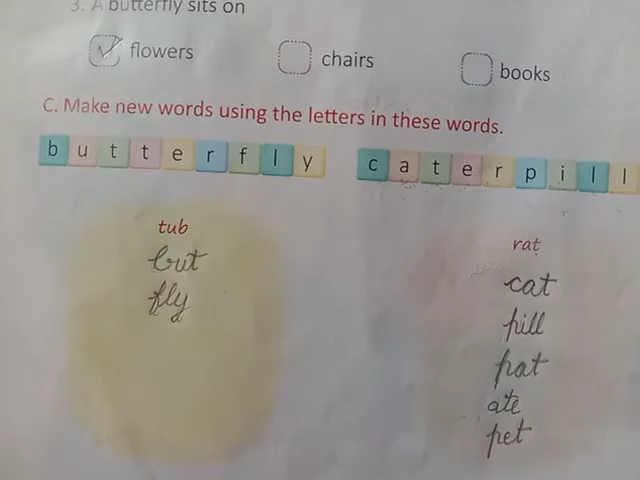 3. A butterfly sits on
flowers chairs books
C. Make new words using the letters in these words.
b u t t e r f l y c a t e r p i l l
tub rat
but cat
fly pill
pat
ate
pet